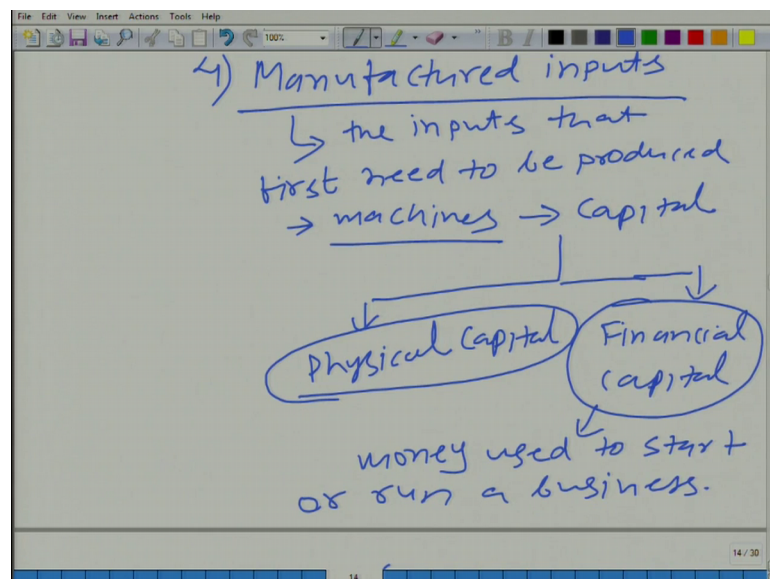 File Edit View Insert Actions Tools Help
100%
B I
4) Manufactured inputs
↳ the inputs that
first need to be produced
→ machines → Capital
Physical Capital
Financial
Capital
money used to start
or run a business.
14 / 30
14